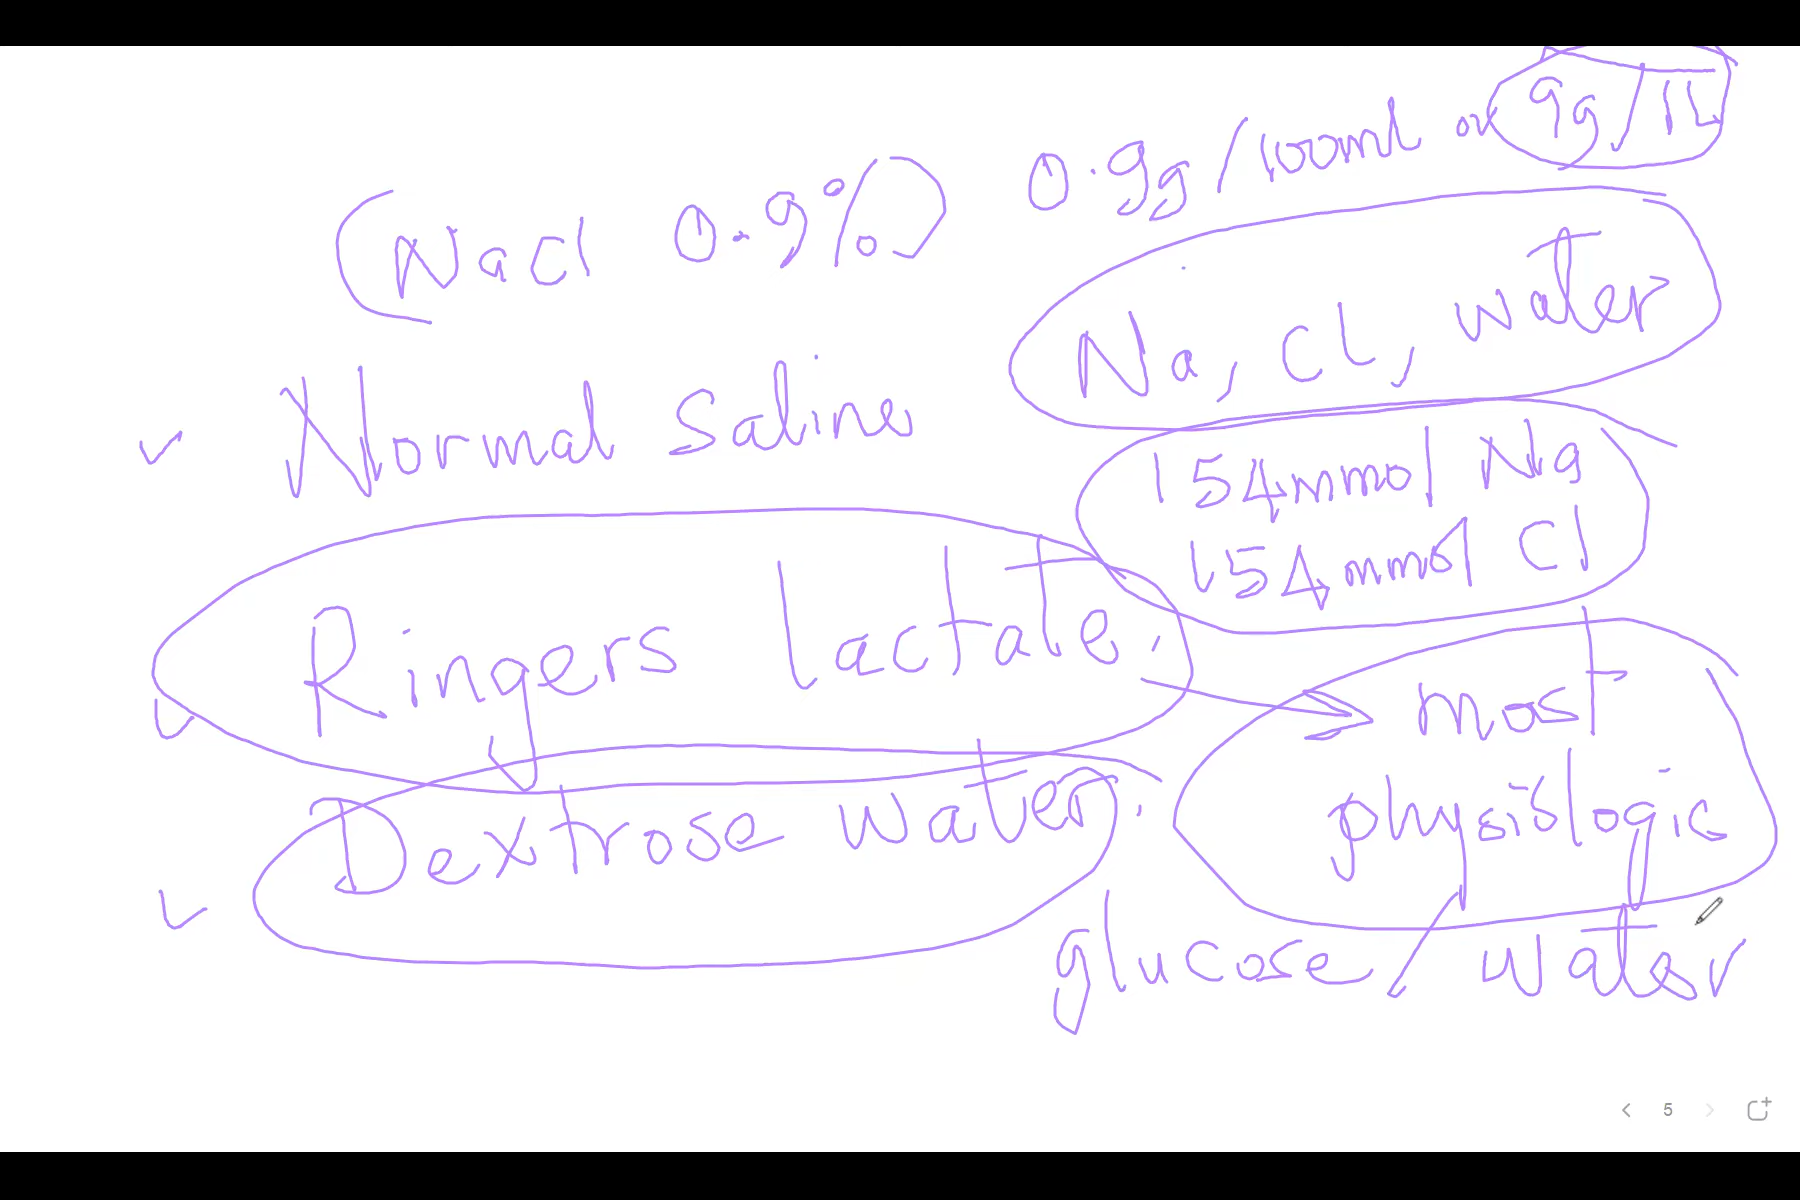 0.9g/100ml or 9g/1L
(NaCl 0.9%)
Na, Cl, water
Normal saline
154mmol Na
154mmol Cl
Ringers lactate.
most
physiologic
Dextrose water.
glucose/water
5